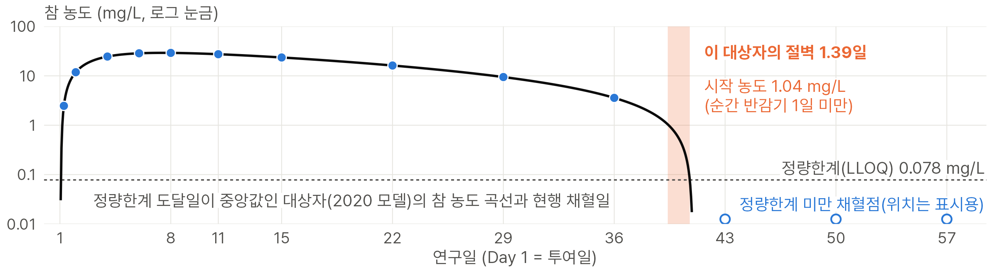 참 농도 (mg/L, 로그 눈금)
100
10
1
0.1
0.01
이 대상자의 절벽 1.39일
시작 농도 1.04 mg/L
(순간 반감기 1일 미만)
정량한계(LLOQ) 0.078 mg/L
정량한계 도달일이 중앙값인 대상자(2020 모델)의 참 농도 곡선과 현행 채혈일
정량한계 미만 채혈점(위치는 표시용)
1 8 11 15 22 29 36 43 50 57
연구일 (Day 1 = 투여일)